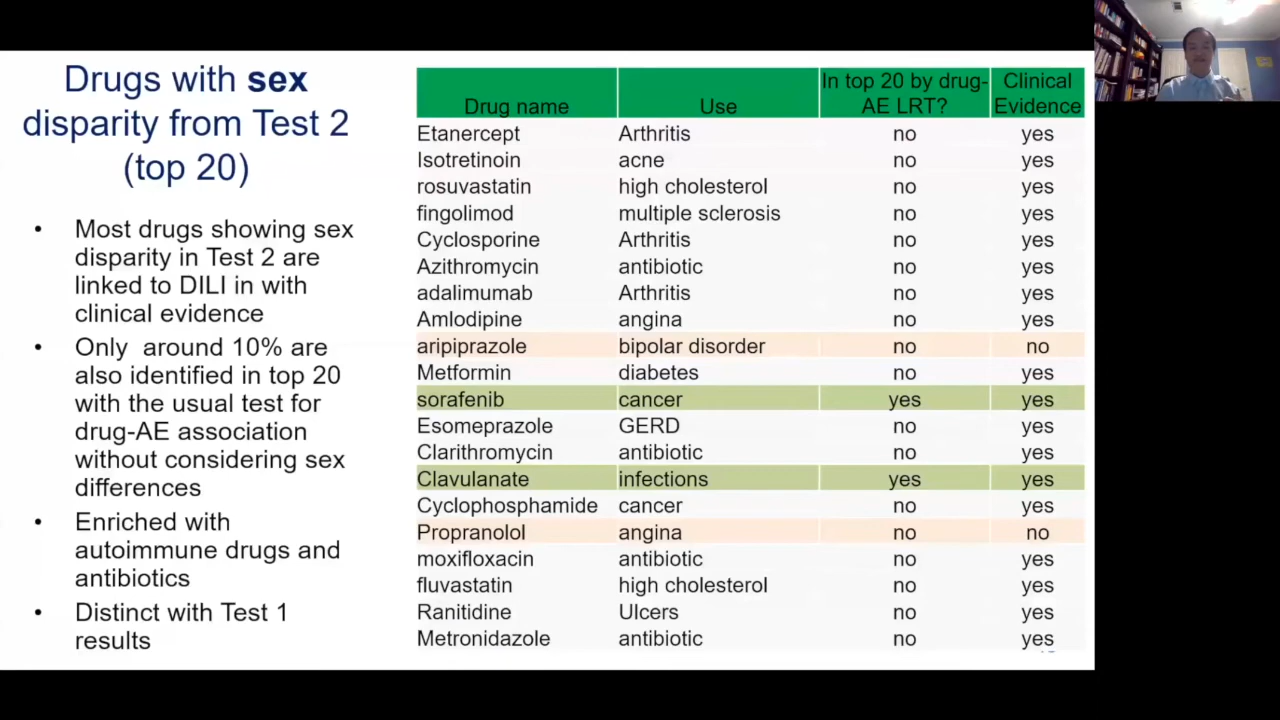 Drugs with sex
disparity from Test 2
(top 20)
• Most drugs showing sex
disparity in Test 2 are
linked to DILI in with
clinical evidence
• Only around 10% are
also identified in top 20
with the usual test for
drug-AE association
without considering sex
differences
• Enriched with
autoimmune drugs and
antibiotics
• Distinct with Test 1
results
Drug name Use In top 20 by drug-AE LRT? Clinical Evidence
Etanercept Arthritis no yes
Isotretinoin acne no yes
rosuvastatin high cholesterol no yes
fingolimod multiple sclerosis no yes
Cyclosporine Arthritis no yes
Azithromycin antibiotic no yes
adalimumab Arthritis no yes
Amlodipine angina no yes
aripiprazole bipolar disorder no no
Metformin diabetes no yes
sorafenib cancer yes yes
Esomeprazole GERD no yes
Clarithromycin antibiotic no yes
Clavulanate infections yes yes
Cyclophosphamide cancer no yes
Propranolol angina no no
moxifloxacin antibiotic no yes
fluvastatin high cholesterol no yes
Ranitidine Ulcers no yes
Metronidazole antibiotic no yes